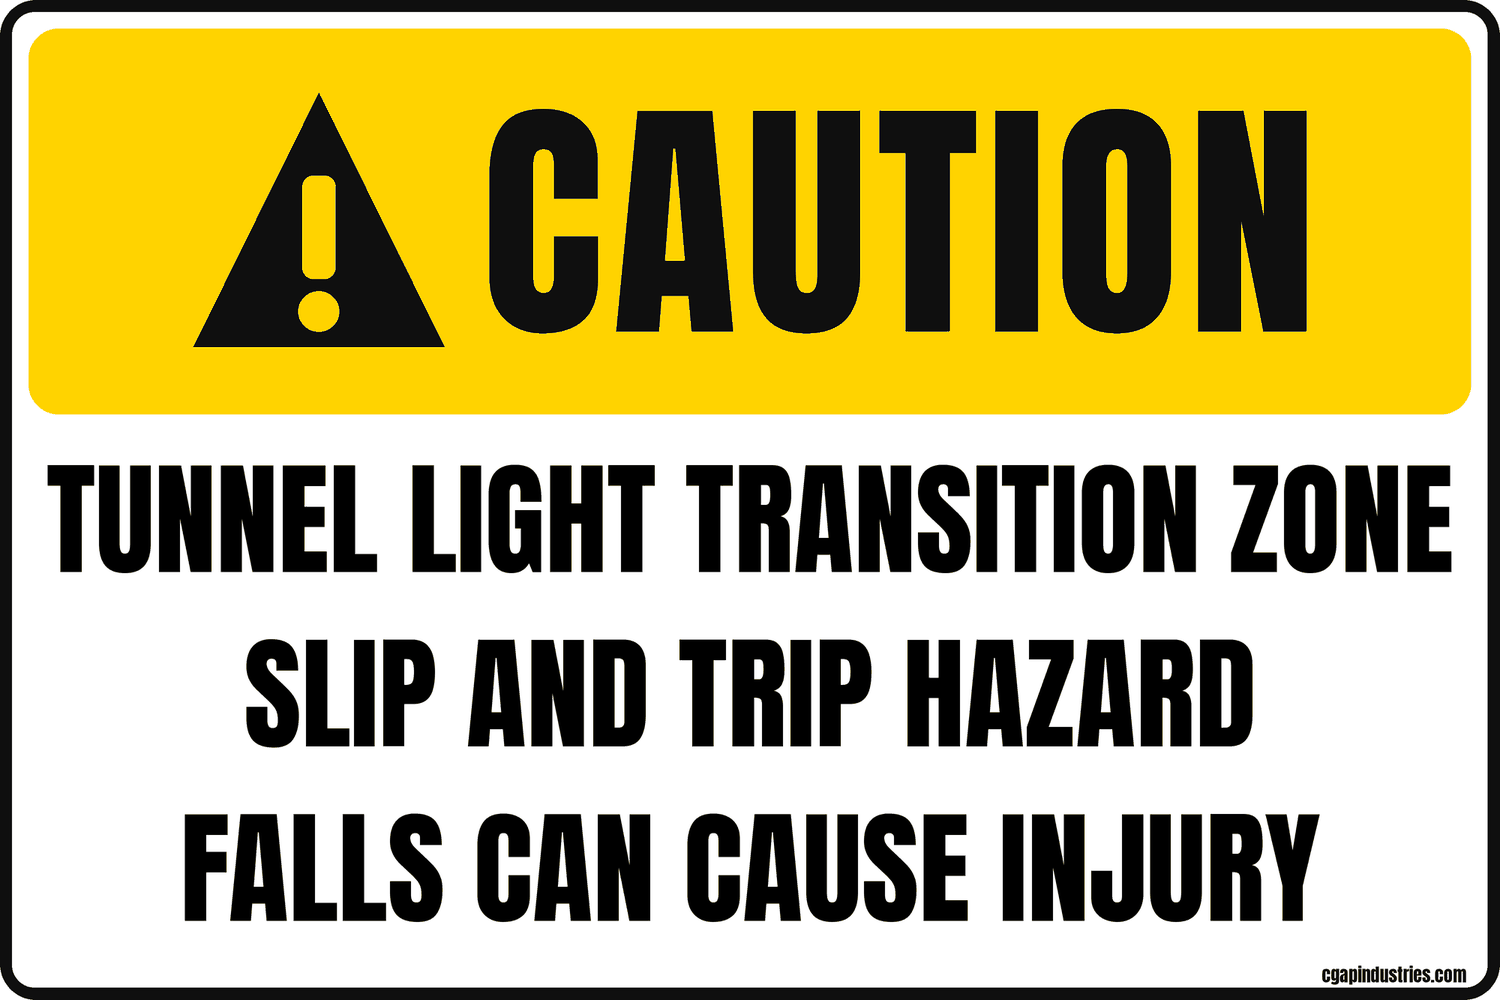 CAUTION
TUNNEL LIGHT TRANSITION ZONE
SLIP AND TRIP HAZARD
FALLS CAN CAUSE INJURY
cgapindustries.com